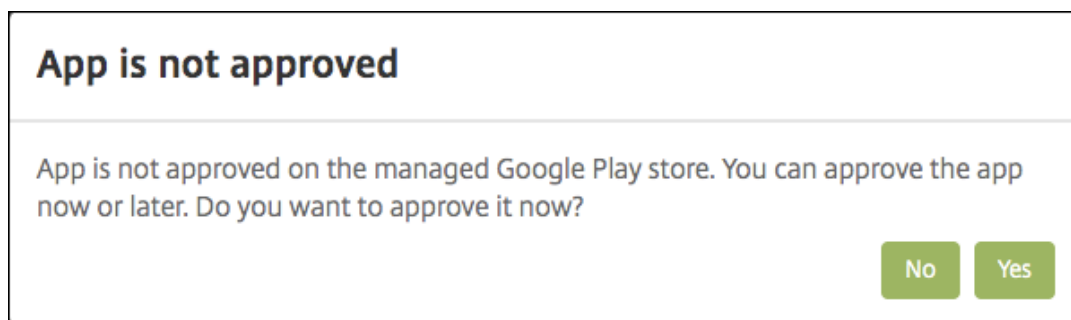 App is not approved
App is not approved on the managed Google Play store. You can approve the app
now or later. Do you want to approve it now?
No Yes